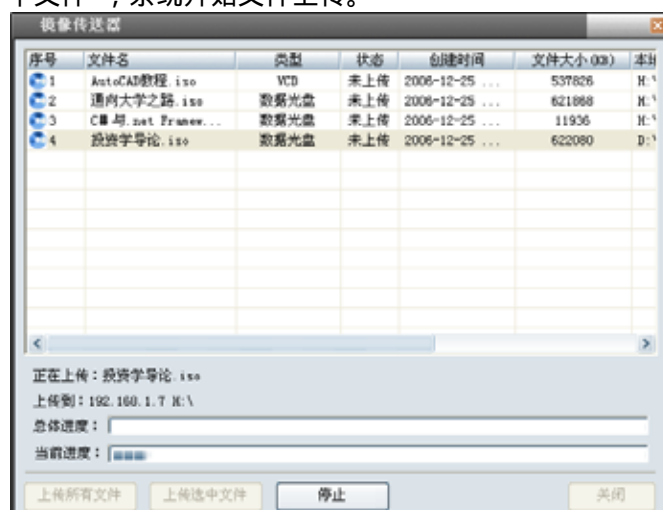 个文件",系统开始文件上传。
镜像传送器
序号 文件名 类型 状态 创建时间 文件大小(KB) 本地
1 AutoCAD教程.iso VCD 未上传 2006-12-25 ... 537826 H:\
2 通向大学之路.iso 数据光盘 未上传 2006-12-25 ... 621868 H:\
3 C# 与.net Framew... 数据光盘 未上传 2006-12-25 ... 11936 H:\
4 投资学导论.iso 数据光盘 未上传 2006-12-25 ... 622080 D:\
正在上传：投资学导论.iso
上传到：192.168.1.7 H:\
总体进度：
当前进度：
上传所有文件 上传选中文件 停止 关闭